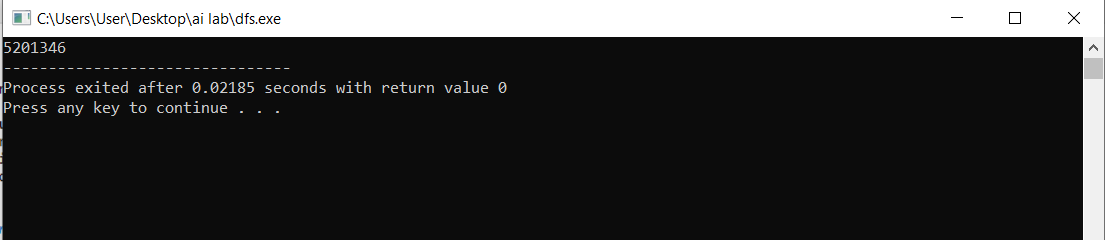 C:\Users\User\Desktop\ai lab\dfs.exe
5201346
--------------------------------
Process exited after 0.02185 seconds with return value 0
Press any key to continue . . .